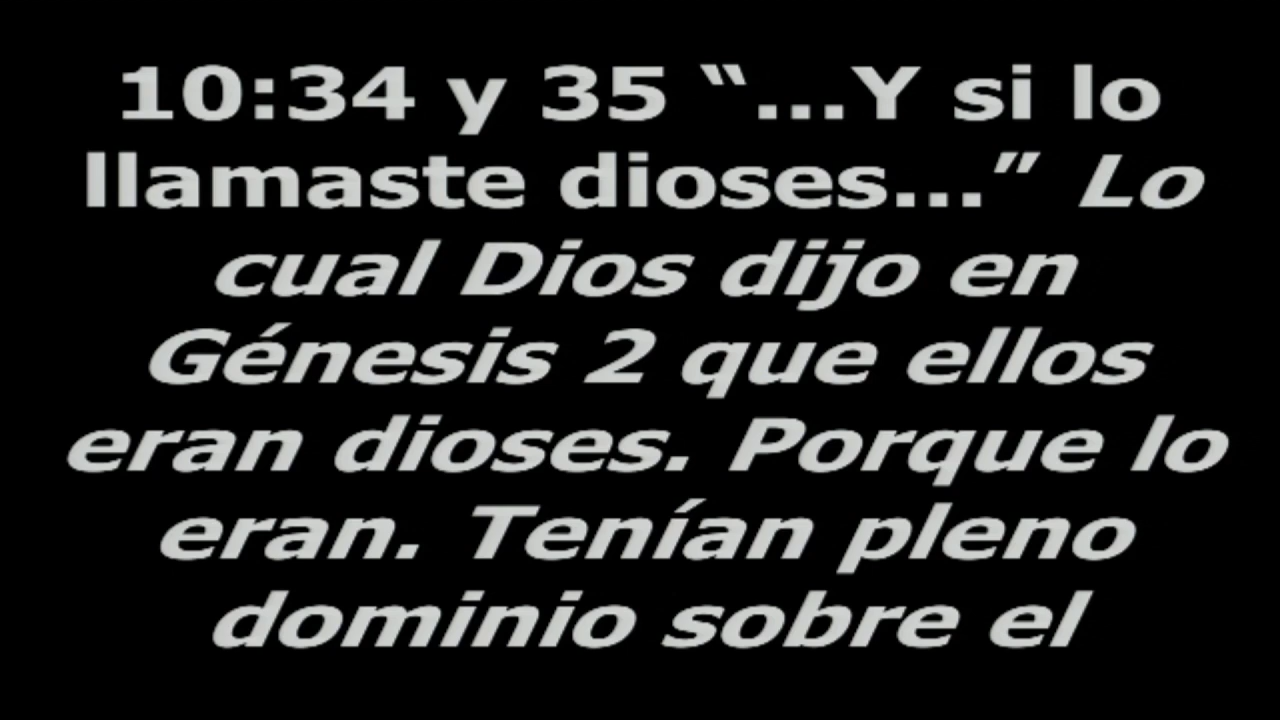 10:34 y 35 “...Y si lo
llamaste dioses...” Lo
cual Dios dijo en
Génesis 2 que ellos
eran dioses. Porque lo
eran. Tenían pleno
dominio sobre el